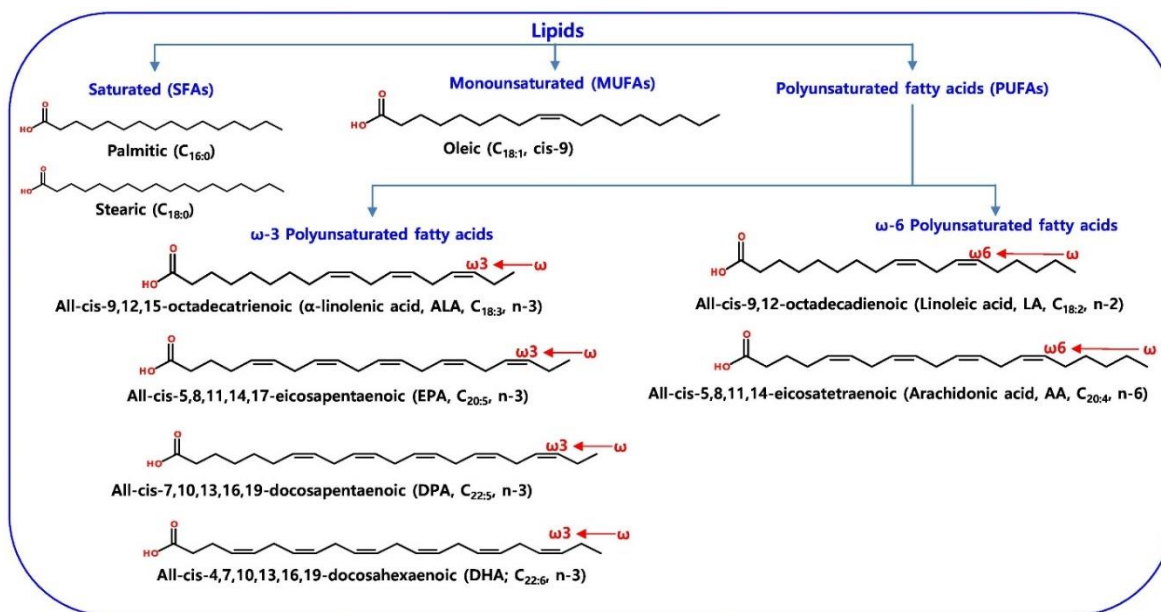 Lipids
Saturated (SFAs)
Monounsaturated (MUFAs)
Polyunsaturated fatty acids (PUFAs)
O
HO
Palmitic (C16:0)
O
HO
Oleic (C18:1, cis-9)
O
HO
Stearic (C18:0)
ω-3 Polyunsaturated fatty acids
ω-6 Polyunsaturated fatty acids
O
HO
ω3 ω
All-cis-9,12,15-octadecatrienoic (α-linolenic acid, ALA, C18:3, n-3)
O
HO
ω6 ω
All-cis-9,12-octadecadienoic (Linoleic acid, LA, C18:2, n-2)
O
HO
ω3 ω
All-cis-5,8,11,14,17-eicosapentaenoic (EPA, C20:5, n-3)
O
HO
ω6 ω
All-cis-5,8,11,14-eicosatetraenoic (Arachidonic acid, AA, C20:4, n-6)
O
HO
ω3 ω
All-cis-7,10,13,16,19-docosapentaenoic (DPA, C22:5, n-3)
O
HO
ω3 ω
All-cis-4,7,10,13,16,19-docosahexaenoic (DHA; C22:6, n-3)